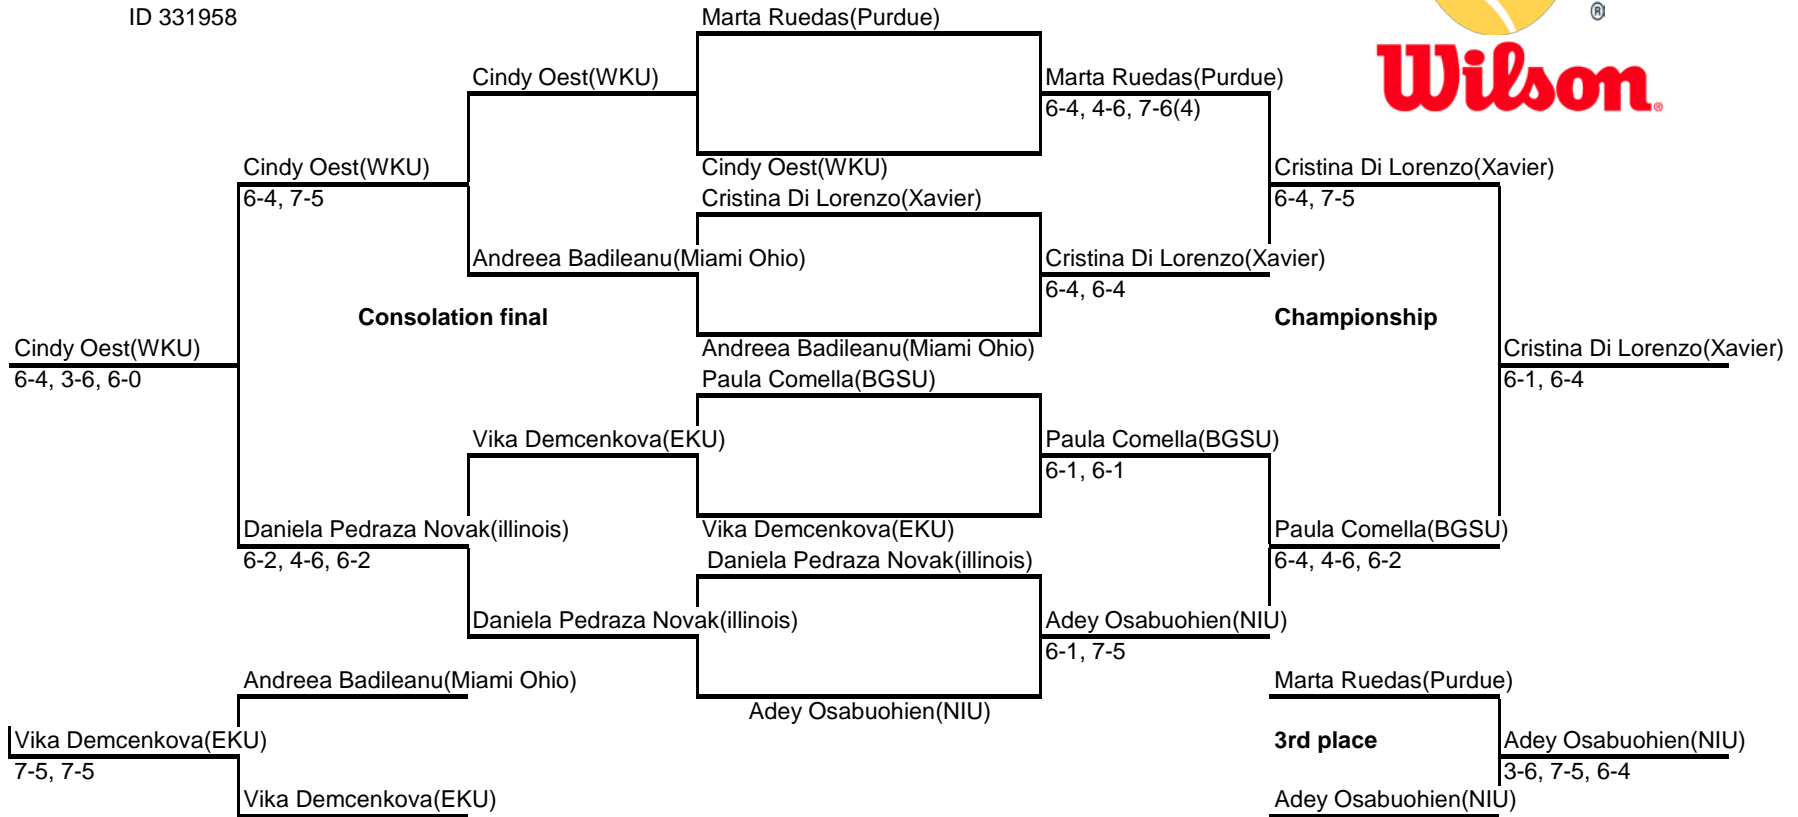 ID 331958
Marta Ruedas(Purdue)
®
Wilson®
Cindy Oest(WKU)
Marta Ruedas(Purdue)
6-4, 4-6, 7-6(4)
Cindy Oest(WKU)
Cindy Oest(WKU)
Cristina Di Lorenzo(Xavier)
6-4, 7-5
Cristina Di Lorenzo(Xavier)
6-4, 7-5
Andreea Badileanu(Miami Ohio)
Cristina Di Lorenzo(Xavier)
6-4, 6-4
Consolation final
Championship
Cindy Oest(WKU)
Andreea Badileanu(Miami Ohio)
Cristina Di Lorenzo(Xavier)
6-4, 3-6, 6-0
Paula Comella(BGSU)
6-1, 6-4
Vika Demcenkova(EKU)
Paula Comella(BGSU)
6-1, 6-1
Daniela Pedraza Novak(illinois)
Vika Demcenkova(EKU)
Paula Comella(BGSU)
6-2, 4-6, 6-2
Daniela Pedraza Novak(illinois)
6-4, 4-6, 6-2
Daniela Pedraza Novak(illinois)
Adey Osabuohien(NIU)
6-1, 7-5
Andreea Badileanu(Miami Ohio)
Marta Ruedas(Purdue)
Adey Osabuohien(NIU)
Vika Demcenkova(EKU)
3rd place
Adey Osabuohien(NIU)
7-5, 7-5
3-6, 7-5, 6-4
Vika Demcenkova(EKU)
Adey Osabuohien(NIU)